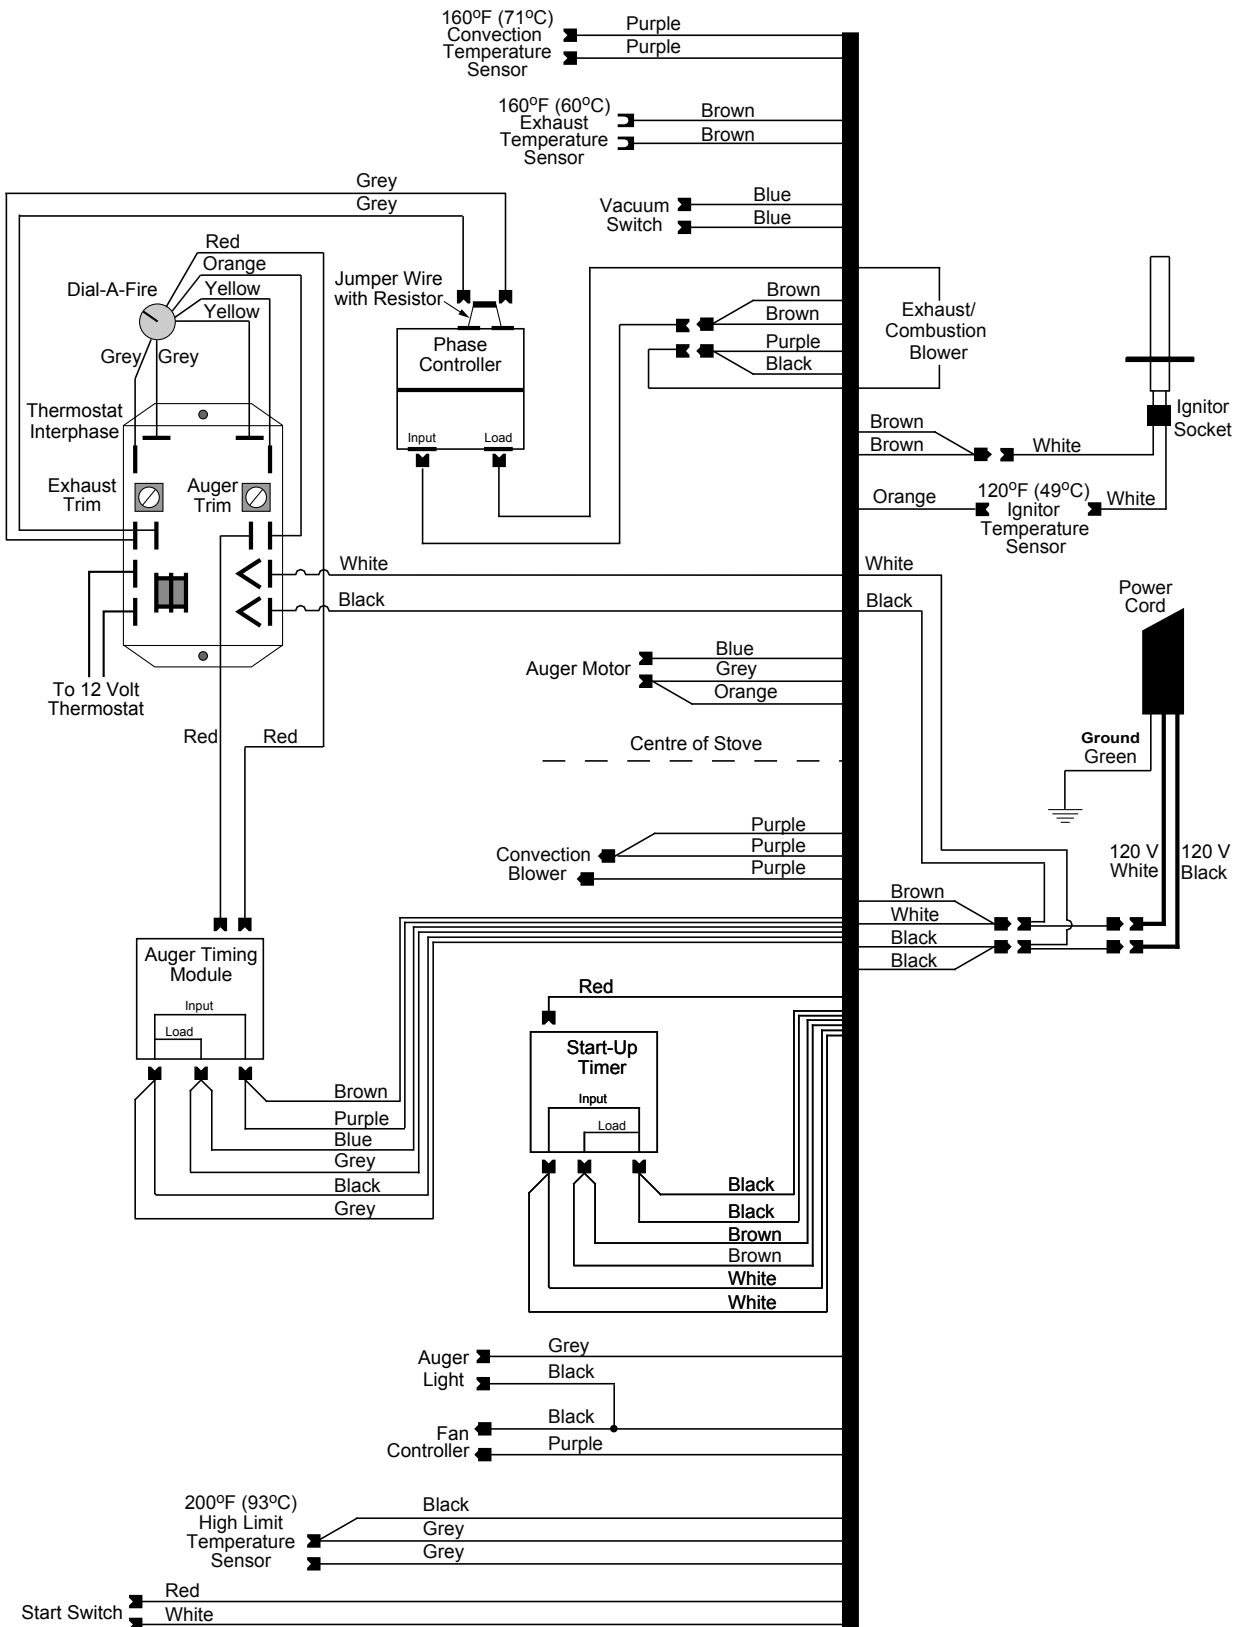 160ºF (71ºC)
Convection
Temperature
Sensor
Purple
Purple
160ºF (60ºC)
Exhaust
Temperature
Sensor
Brown
Brown
Grey
Grey
Vacuum
Switch
Blue
Blue
Red
Orange
Yellow
Yellow
Dial-A-Fire
Grey
Grey
Jumper Wire
with Resistor
Phase
Controller
Input
Load
Brown
Brown
Purple
Black
Exhaust/
Combustion
Blower
Thermostat
Interphase
Exhaust
Trim
Auger
Trim
Brown
Brown
White
Ignitor
Socket
Orange
120ºF (49ºC)
Ignitor
Temperature
Sensor
White
White
Black
White
Black
Power
Cord
To 12 Volt
Thermostat
Auger Motor
Blue
Grey
Orange
Red
Red
Centre of Stove
Ground
Green
120 V
White
120 V
Black
Convection
Blower
Purple
Purple
Purple
Brown
White
Black
Black
Auger Timing
Module
Input
Load
Brown
Purple
Blue
Grey
Black
Grey
Red
Start-Up
Timer
Input
Load
Black
Black
Brown
Brown
White
White
Auger
Light
Grey
Black
Fan
Controller
Black
Purple
200ºF (93ºC)
High Limit
Temperature
Sensor
Black
Grey
Grey
Start Switch
Red
White